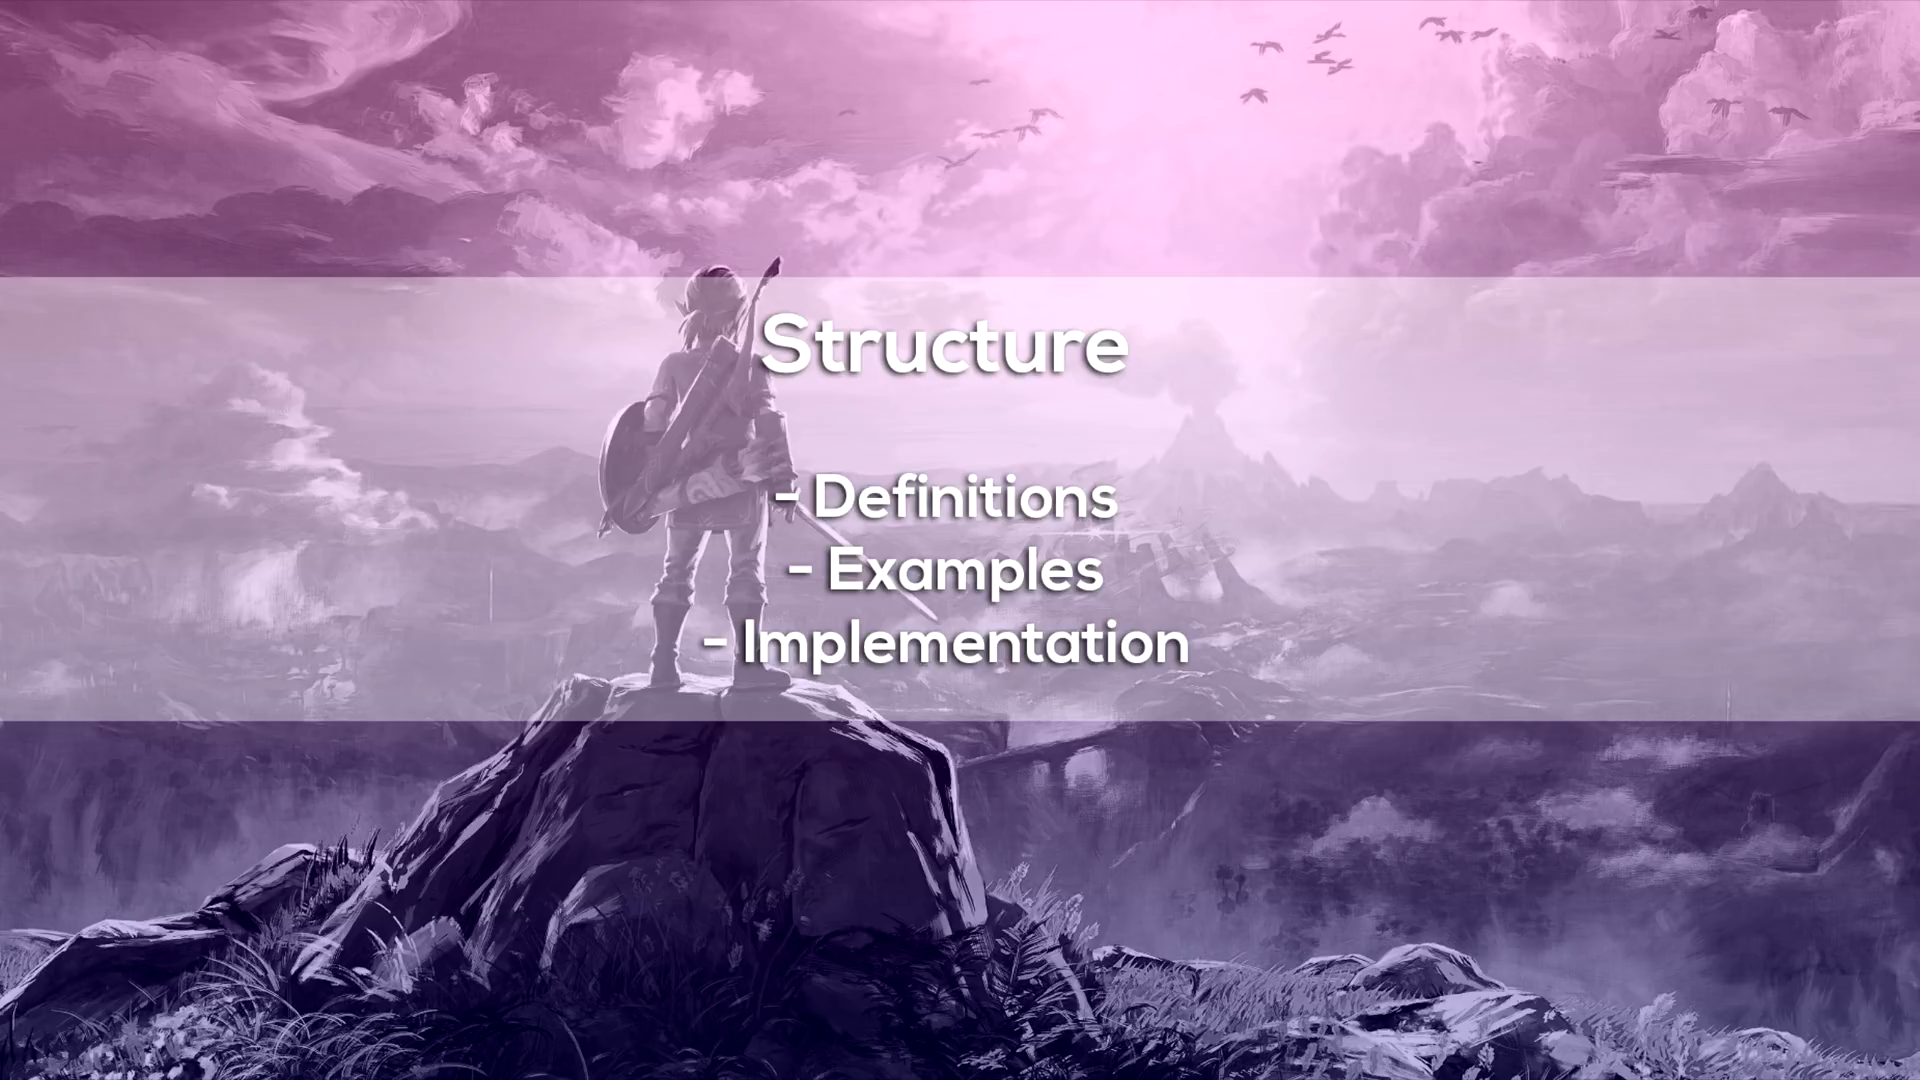 Structure
- Definitions
- Examples
- Implementation